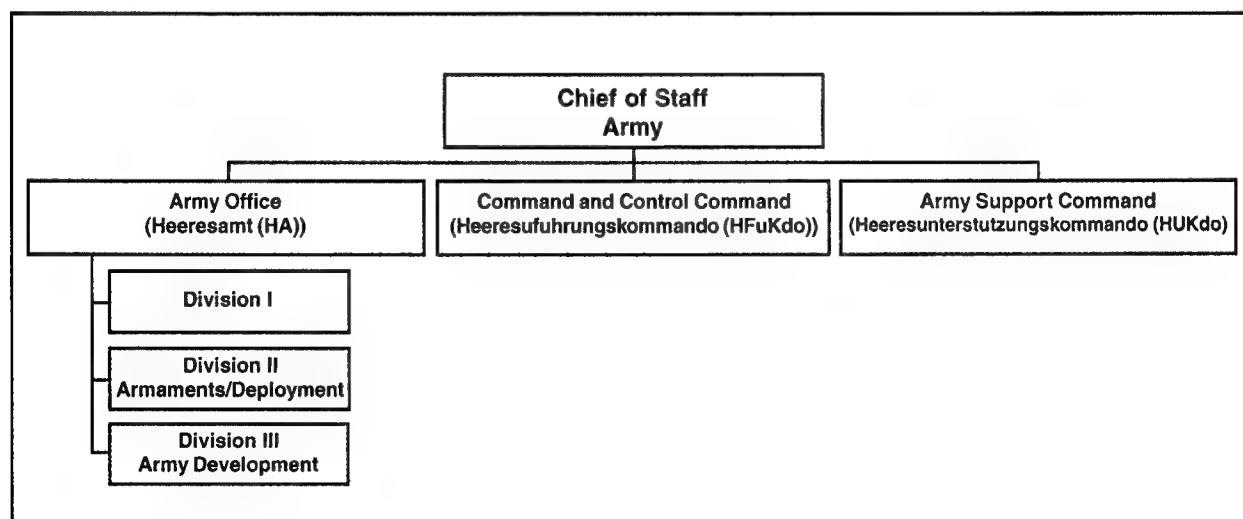 Chief of Staff
Army
Army Office
(Heeresamt (HA))
Command and Control Command
(Heeresufuhrungskommando (HFuKdo))
Army Support Command
(Heeresunterstutzungskommando (HUKdo)
Division I
Division II
Armaments/Deployment
Division III
Army Development